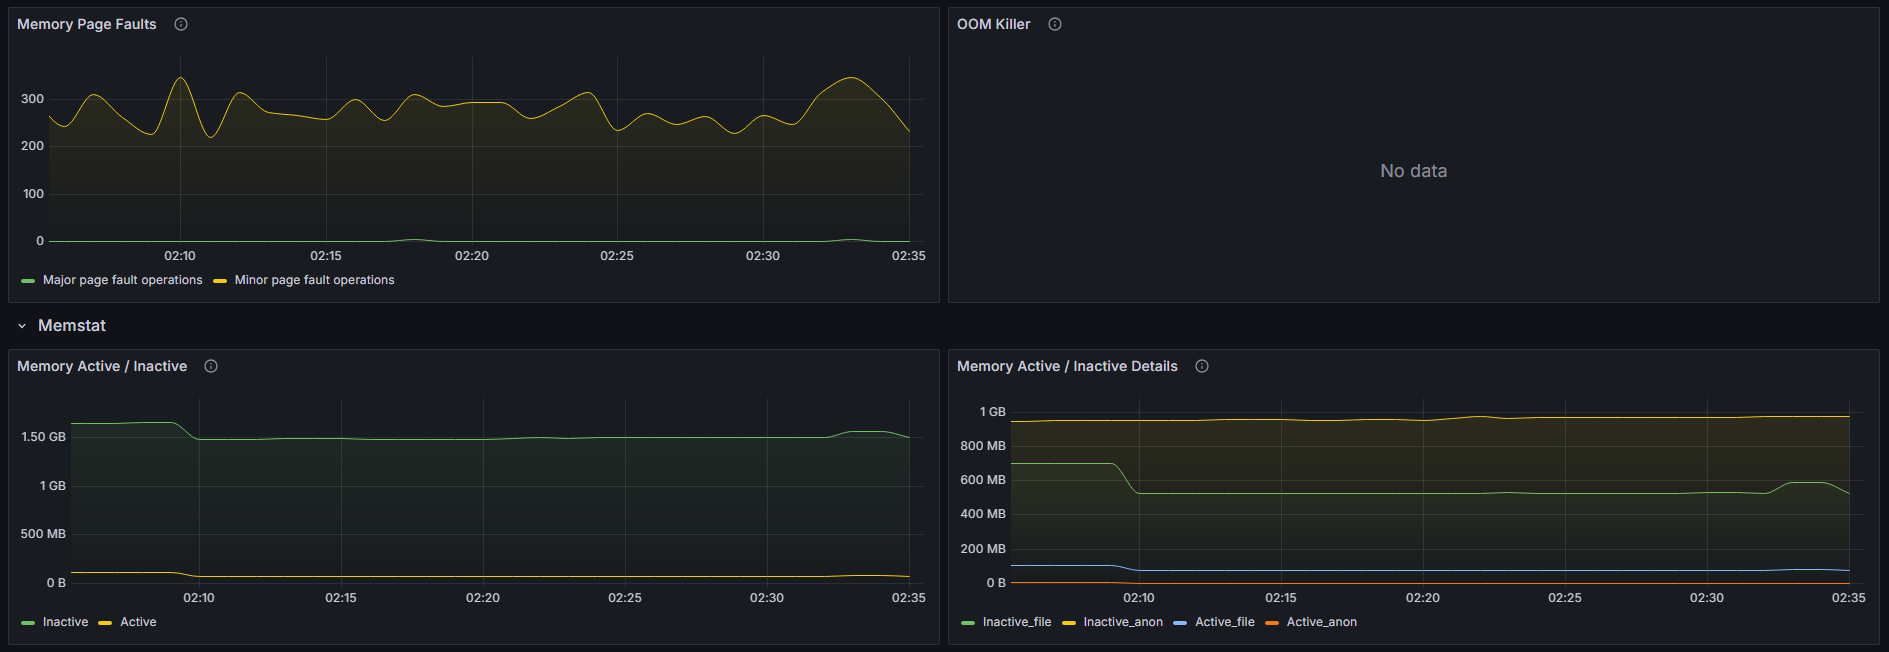 Memory Page Faults
300
200
100
0
02:10 02:15 02:20 02:25 02:30 02:35
Major page fault operations Minor page fault operations
OOM Killer
No data
Memstat
Memory Active / Inactive
1.50 GB
1 GB
500 MB
0 B
02:10 02:15 02:20 02:25 02:30 02:35
Inactive Active
Memory Active / Inactive Details
1 GB
800 MB
600 MB
400 MB
200 MB
0 B
02:10 02:15 02:20 02:25 02:30 02:35
Inactive_file Inactive_anon Active_file Active_anon